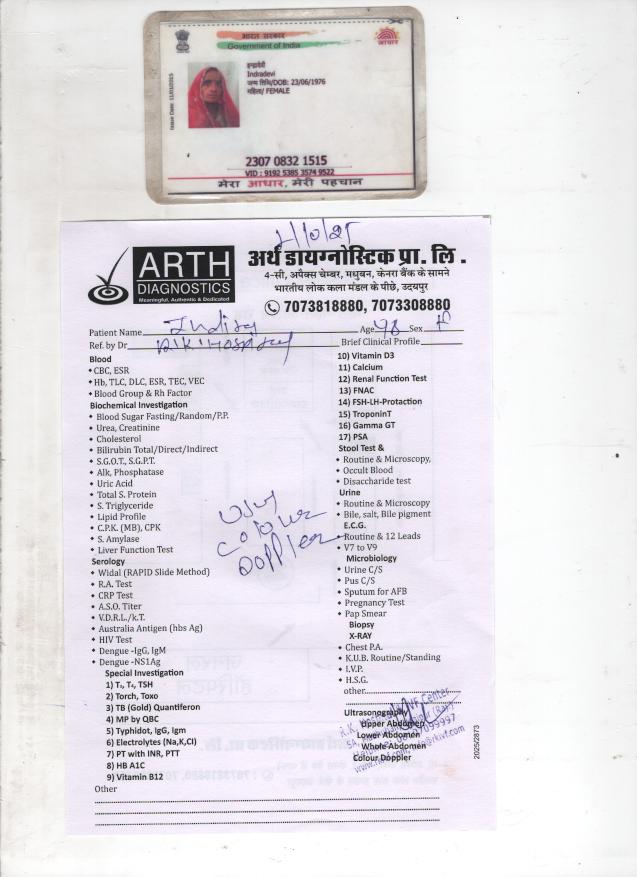 भारत सरकार
Government of India
आधार
इन्द्रादेवी
Indradevi
जन्म तिथि/DOB: 23/06/1976
महिला/ FEMALE
Issue Date: 11/01/2015
2307 0832 1515
VID : 9192 5385 3574 9522
मेरा आधार, मेरी पहचान
ARTH
DIAGNOSTICS
Meaningful, Authentic & Dedicated
अर्थ डायग्नोस्टिक प्रा. लि .
4-सी, अपैक्स चेम्बर, मधुबन, केनरा बैंक के सामने
भारतीय लोक कला मंडल के पीछे, उदयपुर
7073818880, 7073308880
Patient Name Age Sex F
Ref. by Dr RK Hospital Brief Clinical Profile
Blood
CBC, ESR
Hb, TLC, DLC, ESR, TEC, VEC
Blood Group & Rh Factor
Biochemical Investigation
Blood Sugar Fasting/Random/P.P.
Urea, Creatinine
Cholesterol
Bilirubin Total/Direct/Indirect
S.G.O.T., S.G.P.T.
Alk, Phosphatase
Uric Acid
Total S. Protein
S. Triglyceride
Lipid Profile
C.P.K. (MB), CPK
S. Amylase
Liver Function Test
Serology
Widal (RAPID Slide Method)
R.A. Test
CRP Test
A.S.O. Titer
V.D.R.L./k.T.
Australia Antigen (hbs Ag)
HIV Test
Dengue -IgG, IgM
Dengue -NS1Ag
Special Investigation
1) T₃, T₄, TSH
2) Torch, Toxo
3) TB (Gold) Quantiferon
4) MP by QBC
5) Typhidot, IgG, Igm
6) Electrolytes (Na,K,Cl)
7) PT with INR, PTT
8) HB A1C
9) Vitamin B12
Other
10) Vitamin D3
11) Calcium
12) Renal Function Test
13) FNAC
14) FSH-LH-Protaction
15) TroponinT
16) Gamma GT
17) PSA
Stool Test &
Routine & Microscopy,
Occult Blood
Disaccharide test
Urine
Routine & Microscopy
Bile, salt, Bile pigment
E.C.G.
Routine & 12 Leads
V7 to V9
Microbiology
Urine C/S
Pus C/S
Sputum for AFB
Pregnancy Test
Pap Smear
Biopsy
X-RAY
Chest P.A.
K.U.B. Routine/Standing
I.V.P.
H.S.G.
other
Ultrasonography
Upper Abdomen
Lower Abdomen
Whole Abdomen
Colour Doppler
colour
Doppler
2025/2873